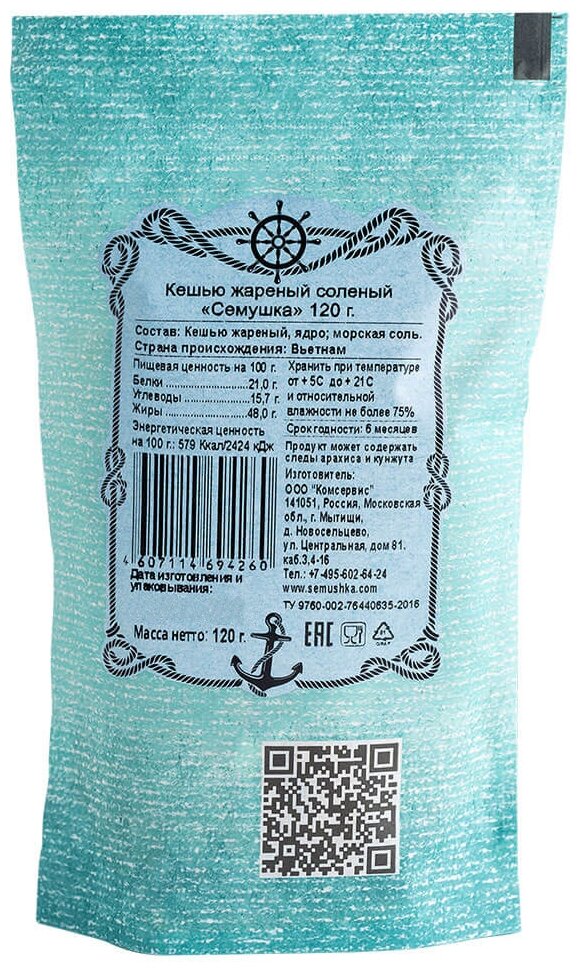 Кешью жареный соленый
«Семушка» 120 г.
Состав: Кешью жареный, ядро; морская соль.
Страна происхождения: Вьетнам
Пищевая ценность на 100 г.
Белки....................21,0 г.
Углеводы..............15,7 г.
Жиры....................48,0 г.
Энергетическая ценность
на 100 г.: 579 Ккал/2424 кДж
Хранить при температуре
от + 5С до + 21С
и относительной
влажности не более 75%
Срок годности: 6 месяцев
Продукт может содержать
следы арахиса и кунжута
Изготовитель:
ООО "Комсервис"
141051, Россия, Московская
обл., г. Мытищи,
д. Новосельцево,
ул. Центральная, дом 81.
каб.3,4-16
Тел.: +7-495-602-64-24
www.semushka.com
ТУ 9760-002-76440635-2016
4607114694260
Дата изготовления и
упаковывания:
Масса нетто: 120 г.
EAC